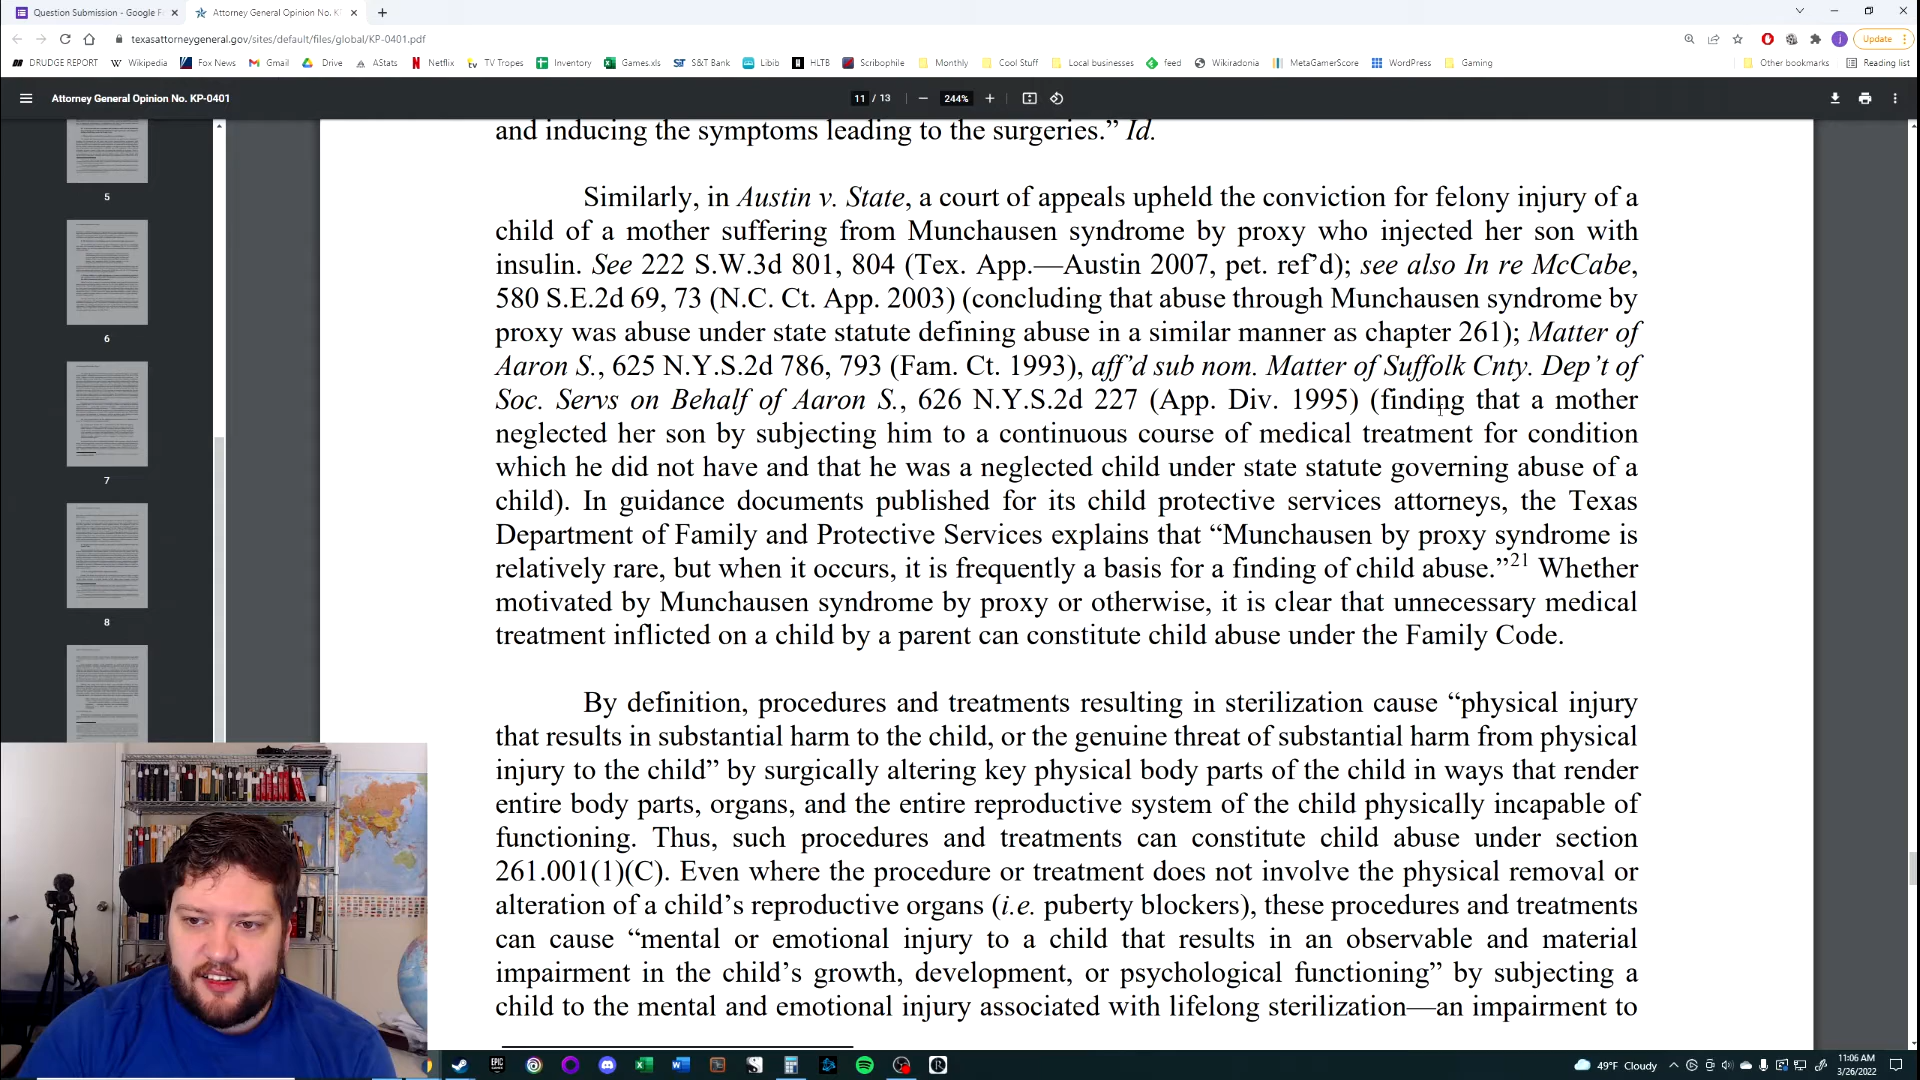 Question Submission - Google F
Attorney General Opinion No. K
texasattorneygeneral.gov/sites/default/files/global/KP-0401.pdf
Update
DRUDGE REPORT
Wikipedia
Fox News
Gmail
Drive
AStats
Netflix
TV Tropes
Inventory
Games.xls
S&T Bank
Libib
HLTB
Scribophile
Monthly
Cool Stuff
Local businesses
feed
Wikiradonia
MetaGamerScore
WordPress
Gaming
Other bookmarks
Reading list
Attorney General Opinion No. KP-0401
11 / 13
244%
5
6
7
8
and inducing the symptoms leading to the surgeries.” Id.
Similarly, in Austin v. State, a court of appeals upheld the conviction for felony injury of a
child of a mother suffering from Munchausen syndrome by proxy who injected her son with
insulin. See 222 S.W.3d 801, 804 (Tex. App.—Austin 2007, pet. ref’d); see also In re McCabe,
580 S.E.2d 69, 73 (N.C. Ct. App. 2003) (concluding that abuse through Munchausen syndrome by
proxy was abuse under state statute defining abuse in a similar manner as chapter 261); Matter of
Aaron S., 625 N.Y.S.2d 786, 793 (Fam. Ct. 1993), aff’d sub nom. Matter of Suffolk Cnty. Dep’t of
Soc. Servs on Behalf of Aaron S., 626 N.Y.S.2d 227 (App. Div. 1995) (finding that a mother
neglected her son by subjecting him to a continuous course of medical treatment for condition
which he did not have and that he was a neglected child under state statute governing abuse of a
child). In guidance documents published for its child protective services attorneys, the Texas
Department of Family and Protective Services explains that “Munchausen by proxy syndrome is
relatively rare, but when it occurs, it is frequently a basis for a finding of child abuse.”21 Whether
motivated by Munchausen syndrome by proxy or otherwise, it is clear that unnecessary medical
treatment inflicted on a child by a parent can constitute child abuse under the Family Code.
By definition, procedures and treatments resulting in sterilization cause “physical injury
that results in substantial harm to the child, or the genuine threat of substantial harm from physical
injury to the child” by surgically altering key physical body parts of the child in ways that render
entire body parts, organs, and the entire reproductive system of the child physically incapable of
functioning. Thus, such procedures and treatments can constitute child abuse under section
261.001(1)(C). Even where the procedure or treatment does not involve the physical removal or
alteration of a child’s reproductive organs (i.e. puberty blockers), these procedures and treatments
can cause “mental or emotional injury to a child that results in an observable and material
impairment in the child’s growth, development, or psychological functioning” by subjecting a
child to the mental and emotional injury associated with lifelong sterilization—an impairment to
49°F Cloudy
11:06 AM
3/26/2022